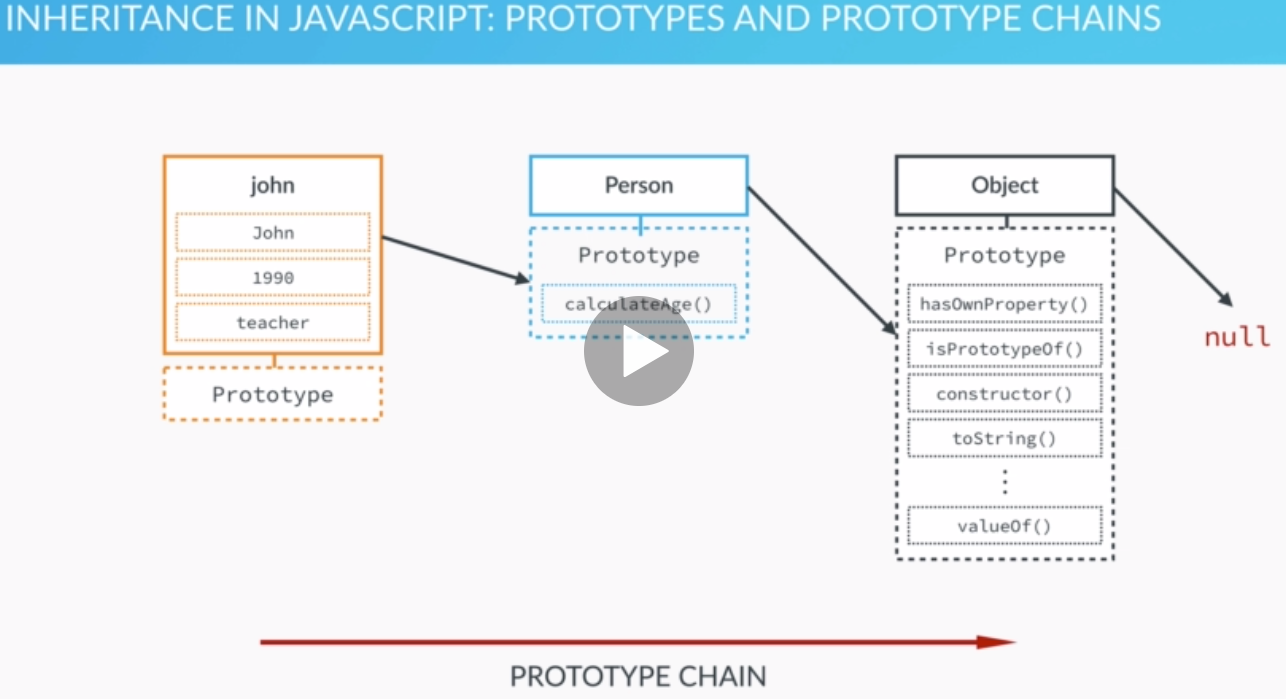 INHERITANCE IN JAVASCRIPT: PROTOTYPES AND PROTOTYPE CHAINS
john
John
1990
teacher
Prototype
Person
Prototype
calculateAge()
Object
Prototype
hasOwnProperty()
isPrototypeOf()
constructor()
toString()
⋮
valueOf()
null
PROTOTYPE CHAIN